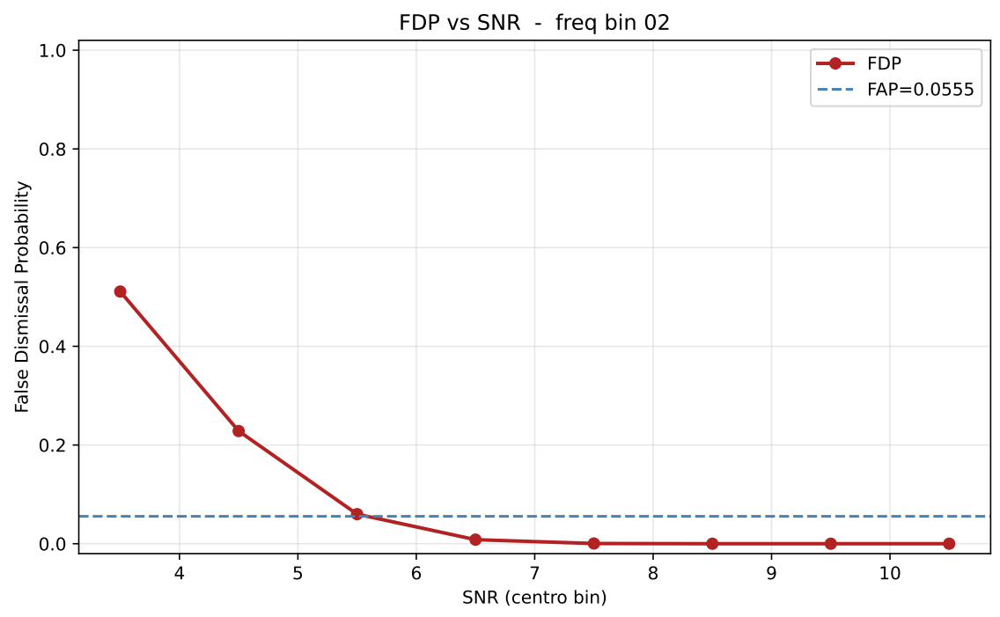 FDP vs SNR  -  freq bin 02
FDP
FAP=0.0555
False Dismissal Probability
1.0
0.8
0.6
0.4
0.2
0.0
4 5 6 7 8 9 10
SNR (centro bin)